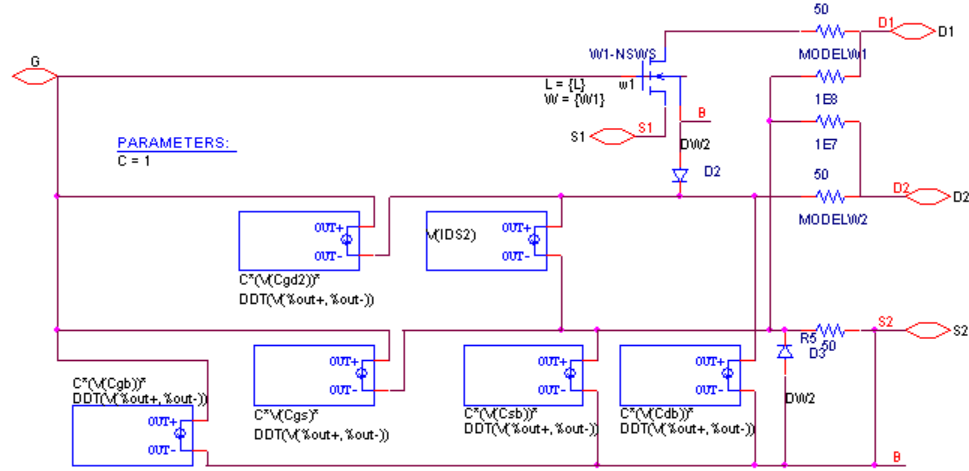 50
D1
D1
W1-NSWS
MODELW1
G
L = {L}
W = {W1}
w1
1E8
B
S1
S1
PARAMETERS:
C = 1
DW2
1E7
D2
50
D2
D2
MODELW2
OUT+
OUT-
V(IDS2)
OUT+
OUT-
C*(V(Cgd2))*
DDT(V(%out+, %out-))
S2
S2
R5
50
D3
OUT+
OUT-
OUT+
OUT-
OUT+
OUT-
C*(V(Cgb))*
DDT(V(%out+, %out-))
DW2
C*V(Cgs)*
DDT(V(%out+, %out-))
C*(V(Csb))*
DDT(V(%out+, %out-))
C*(V(Cdb))*
DDT(V(%out+, %out-))
OUT+
OUT-
B